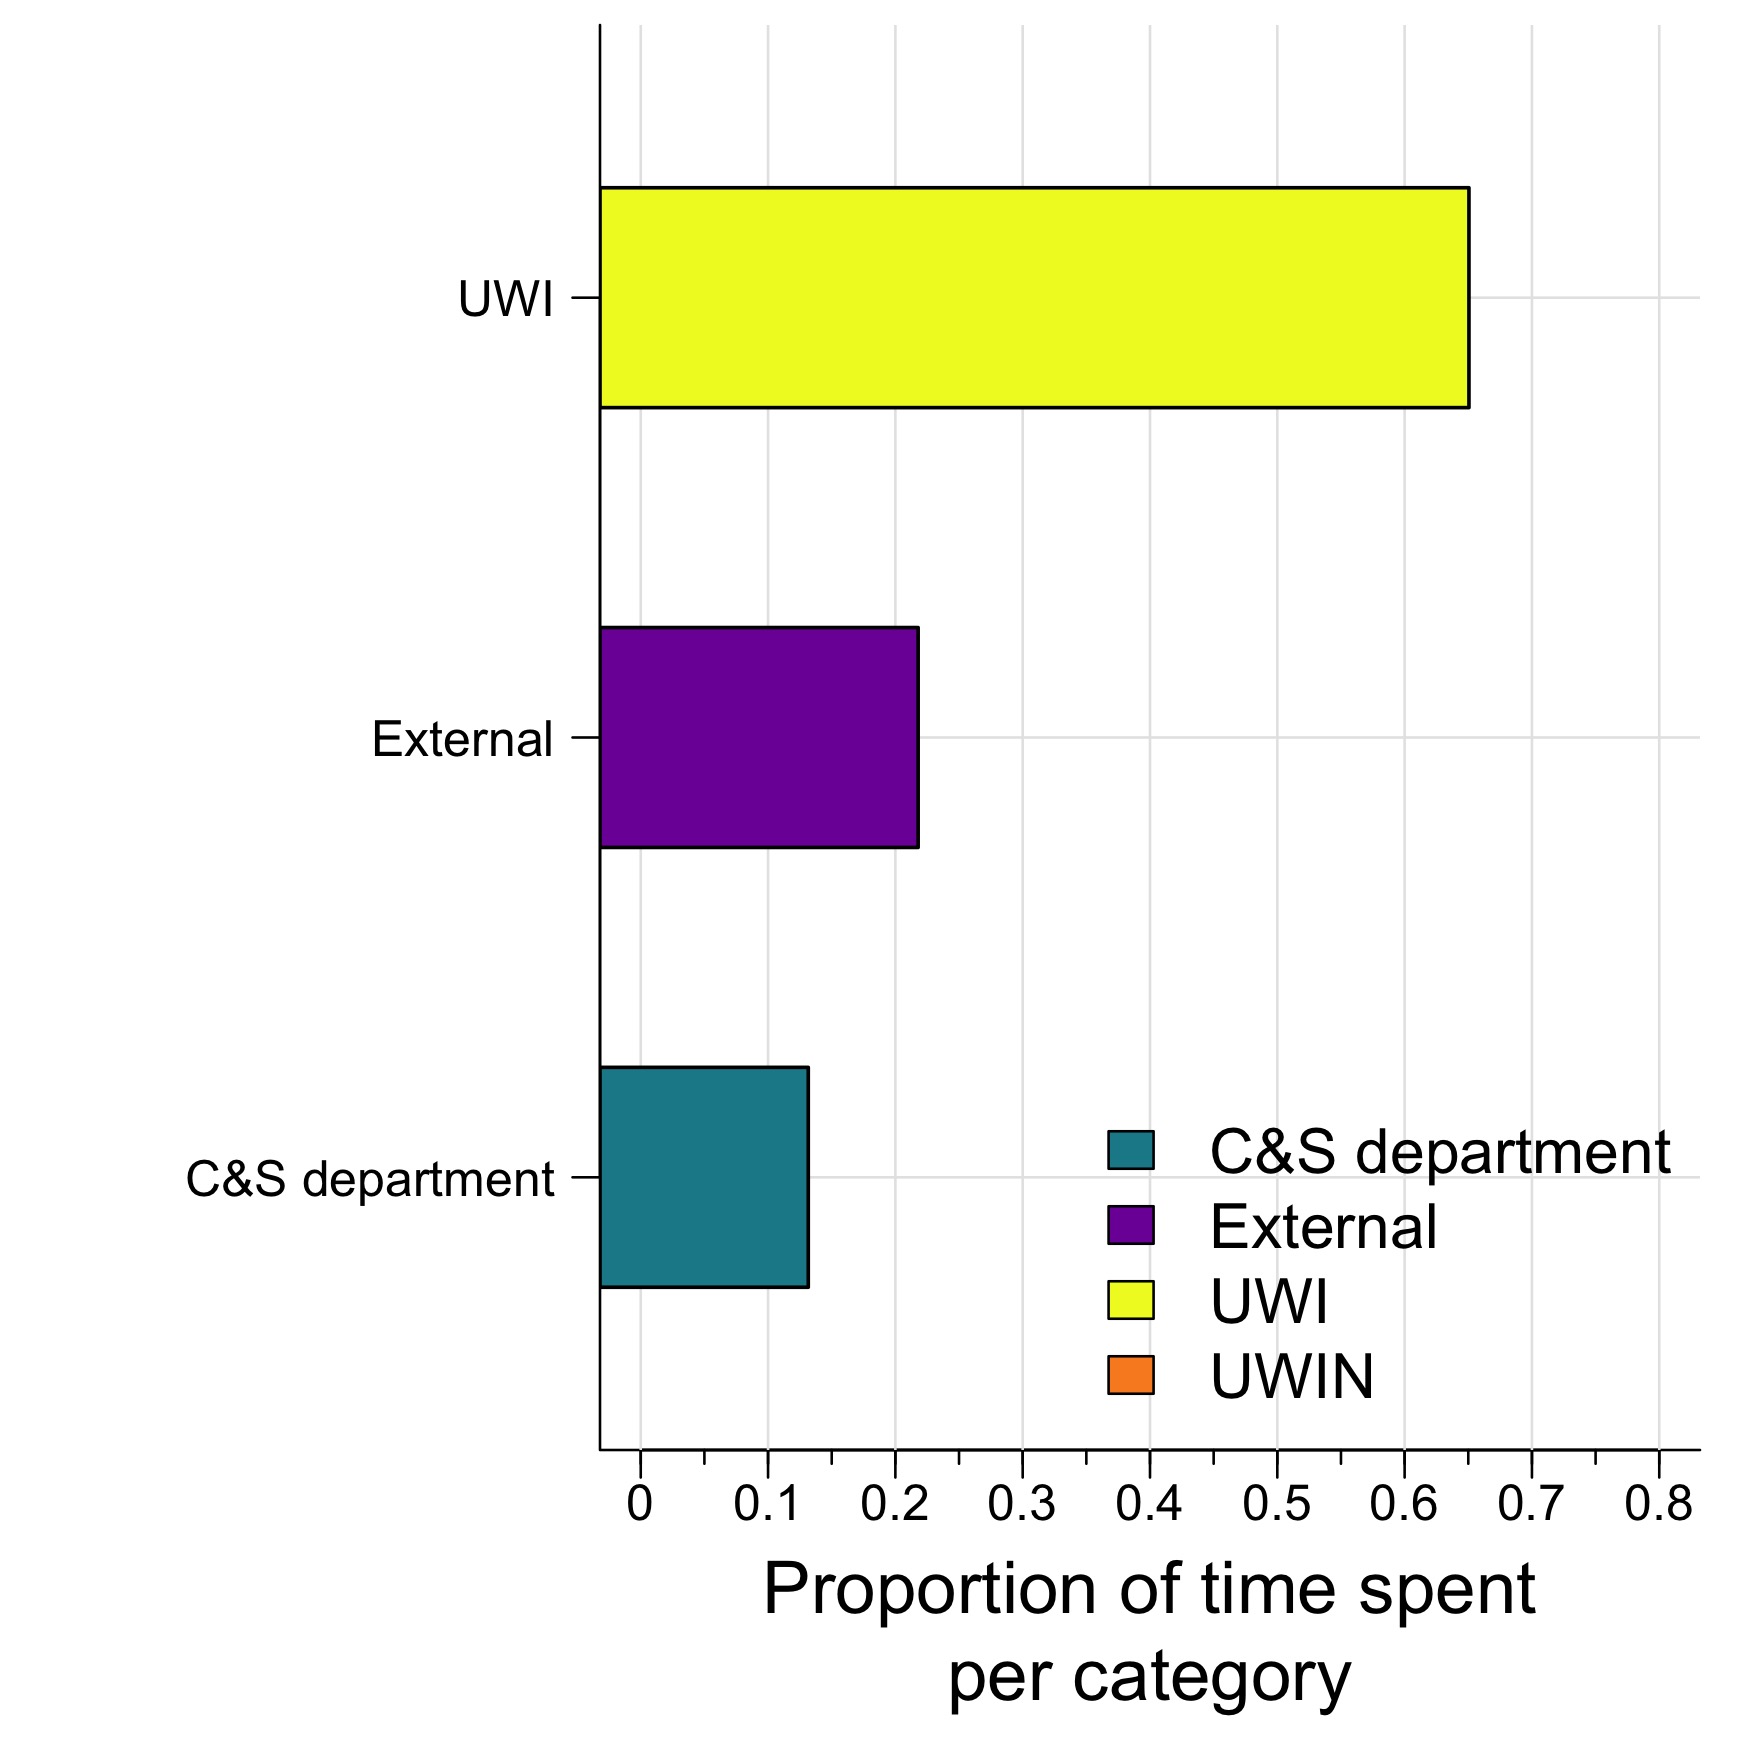 UWI
External
C&S department
C&S department
External
UWI
UWIN
0 0.1 0.2 0.3 0.4 0.5 0.6 0.7 0.8
Proportion of time spent
per category